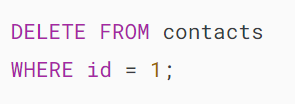 DELETE FROM contacts
WHERE id = 1;